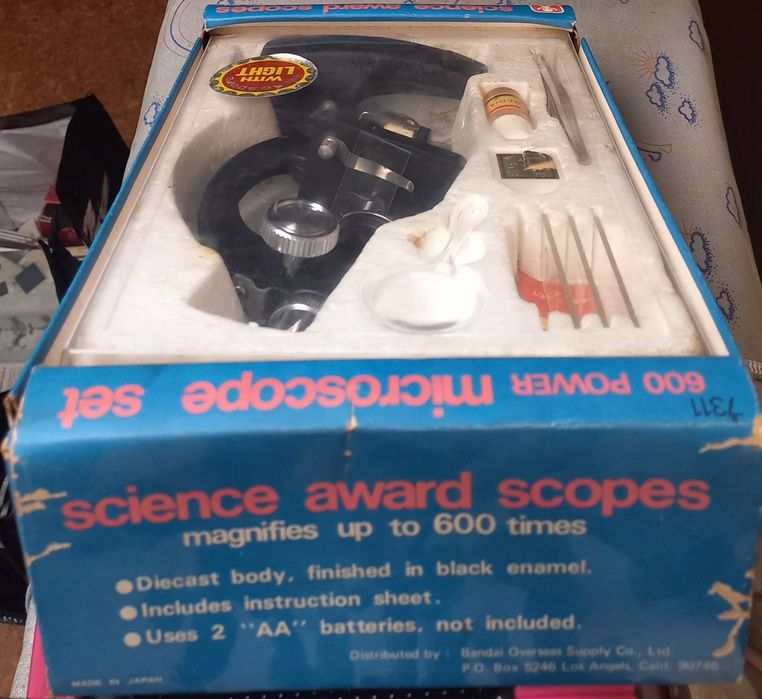 science award scopes
WITH
LIGHT
600 POWER microscope set
7311
science award scopes
magnifies up to 600 times
● Diecast body, finished in black enamel.
● Includes instruction sheet.
● Uses 2 "AA" batteries, not included.
Distributed by : Bandai Overseas Supply Co., Ltd.
P.O. Box 5246 Los Angels, Calif. 90746
MADE IN JAPAN